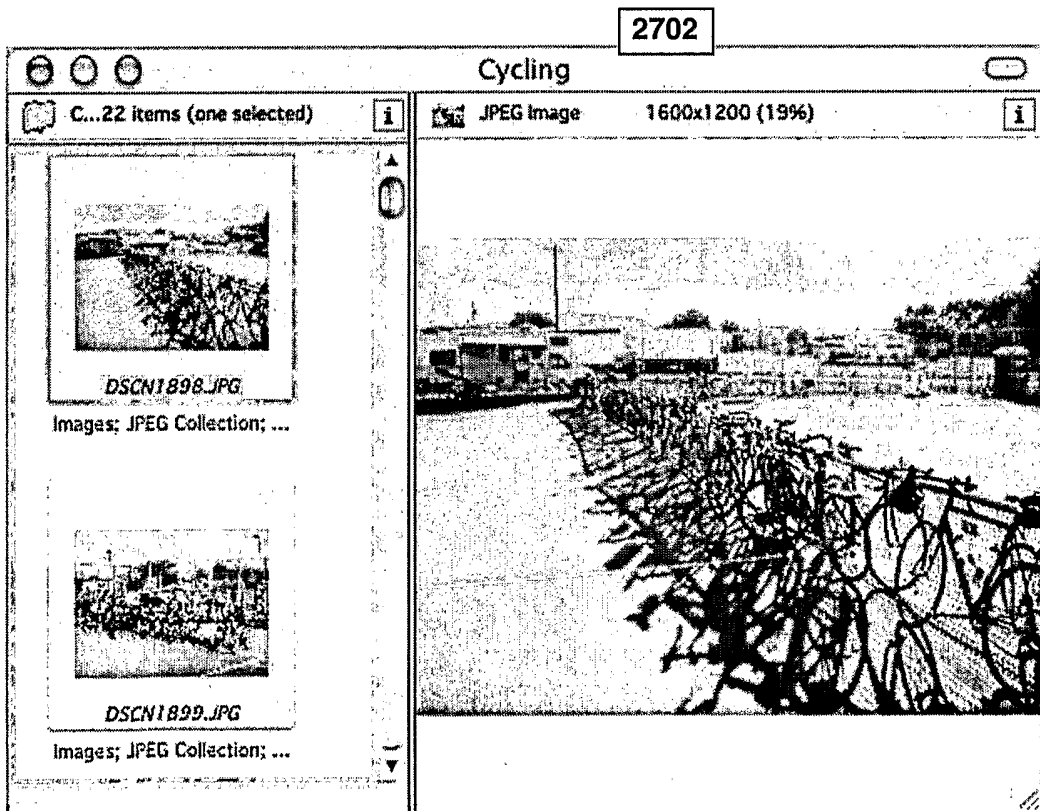 2702
Cycling
C...22 items (one selected)
i
JPEG Image 1600x1200 (19%)
i
DSCN1898.JPG
Images; JPEG Collection; ...
DSCN1899.JPG
Images; JPEG Collection; ...